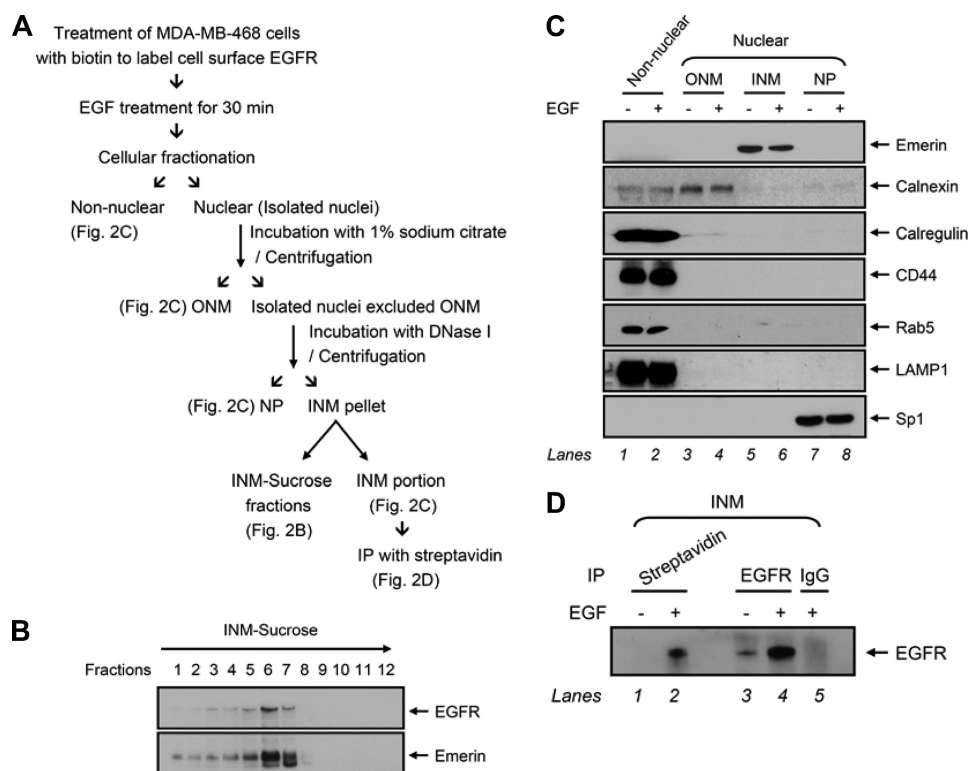 A
Treatment of MDA-MB-468 cells
with biotin to label cell surface EGFR
EGF treatment for 30 min
Cellular fractionation
Non-nuclear
(Fig. 2C)
Nuclear (Isolated nuclei)
Incubation with 1% sodium citrate
/ Centrifugation
(Fig. 2C) ONM
Isolated nuclei excluded ONM
Incubation with DNase I
/ Centrifugation
(Fig. 2C) NP
INM pellet
INM-Sucrose
fractions
(Fig. 2B)
INM portion
(Fig. 2C)
IP with streptavidin
(Fig. 2D)
B
INM-Sucrose
Fractions 1 2 3 4 5 6 7 8 9 10 11 12
EGFR
Emerin
C
Non-nuclear
Nuclear
ONM INM NP
EGF - + - + - + - +
Emerin
Calnexin
Calregulin
CD44
Rab5
LAMP1
Sp1
Lanes 1 2 3 4 5 6 7 8
D
INM
IP Streptavidin EGFR IgG
EGF - + - + +
EGFR
Lanes 1 2 3 4 5